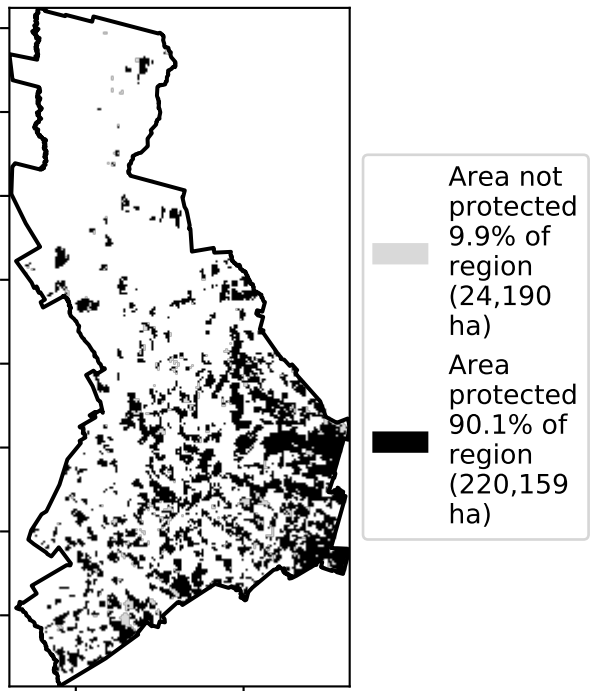 Area not
protected
9.9% of
region
(24,190
ha)
Area
protected
90.1% of
region
(220,159
ha)